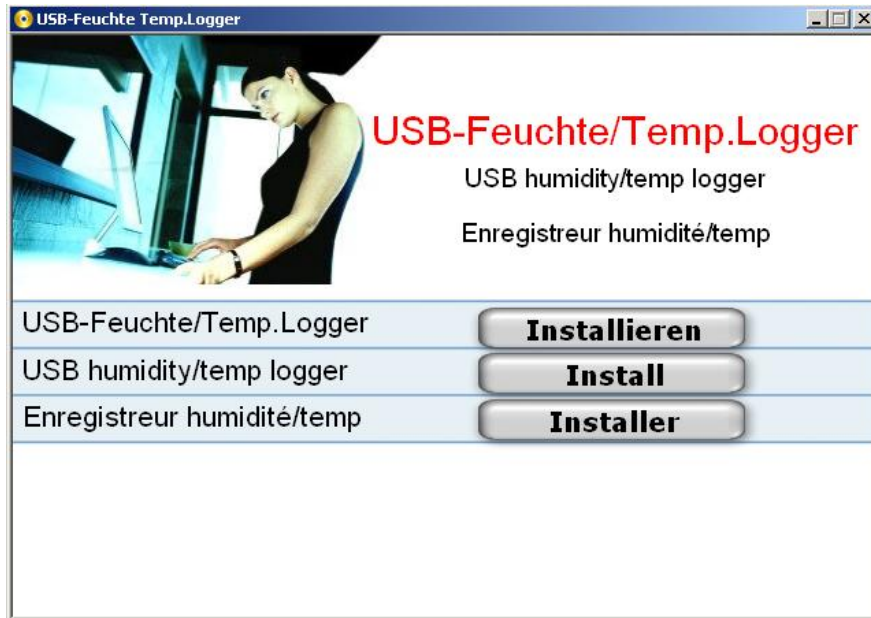 USB-Feuchte Temp.Logger
USB-Feuchte/Temp.Logger
USB humidity/temp logger
Enregistreur humidité/temp
USB-Feuchte/Temp.Logger Installieren
USB humidity/temp logger Install
Enregistreur humidité/temp Installer